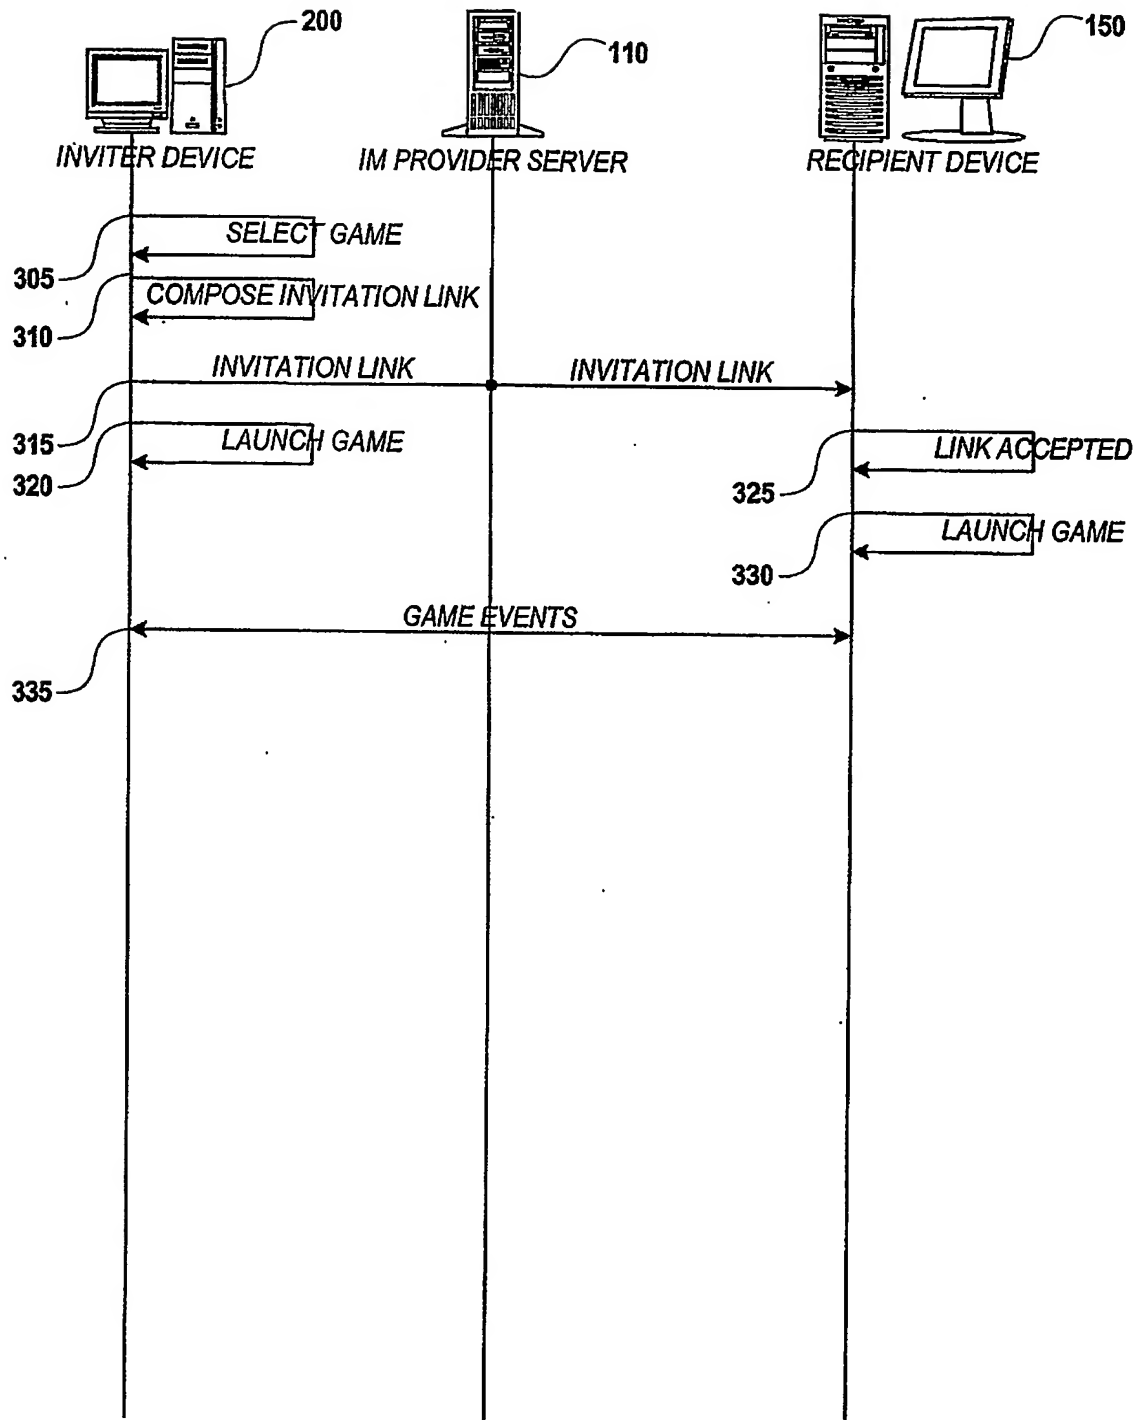 200
110
150
INVITER DEVICE
IM PROVIDER SERVER
RECIPIENT DEVICE
SELECT GAME
305
COMPOSE INVITATION LINK
310
INVITATION LINK
INVITATION LINK
315
LAUNCH GAME
320
LINK ACCEPTED
325
LAUNCH GAME
330
GAME EVENTS
335